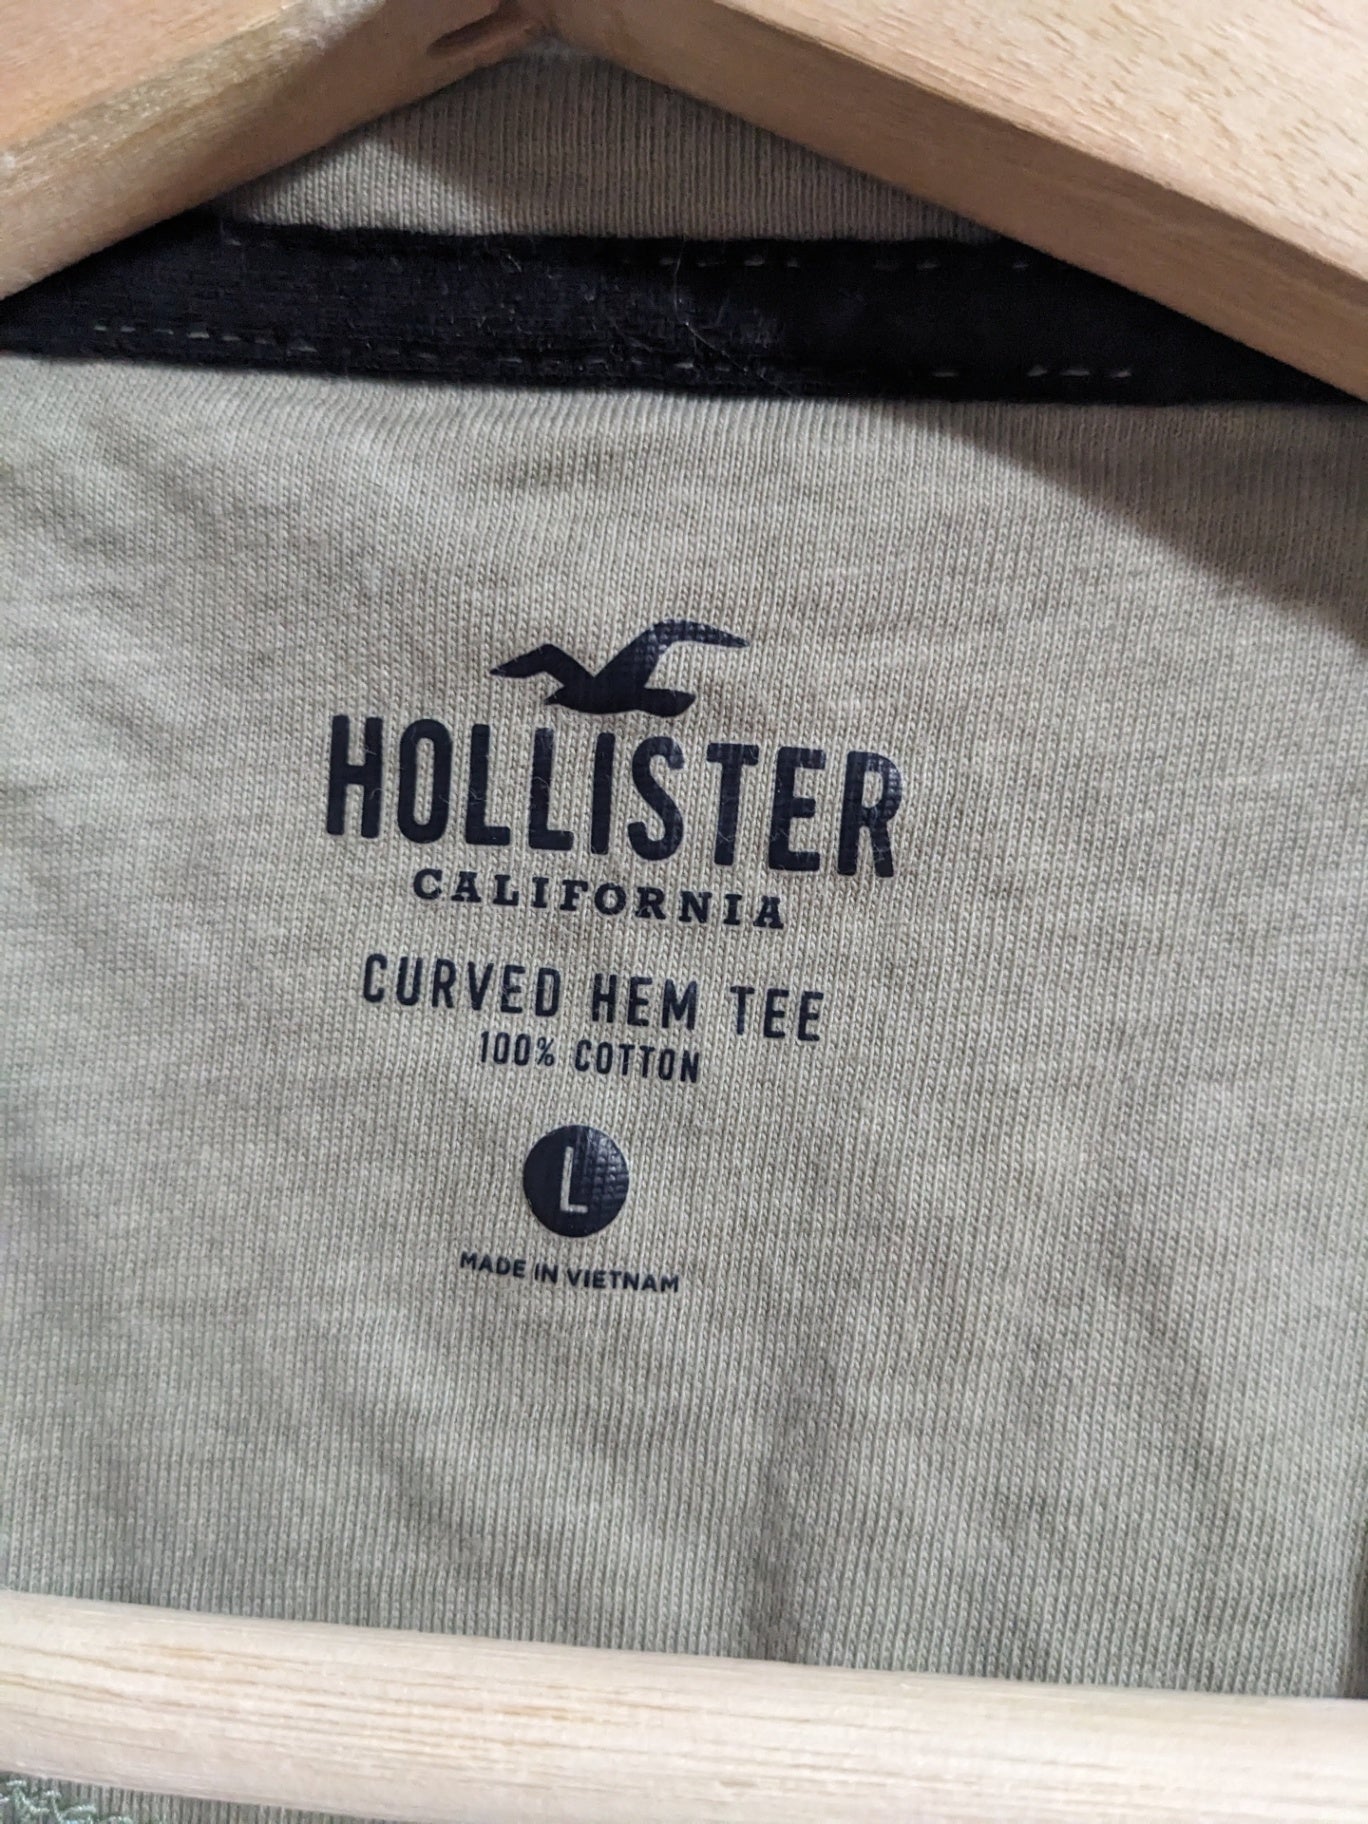 HOLLISTER
CALIFORNIA
CURVED HEM TEE
100% COTTON
L
MADE IN VIETNAM